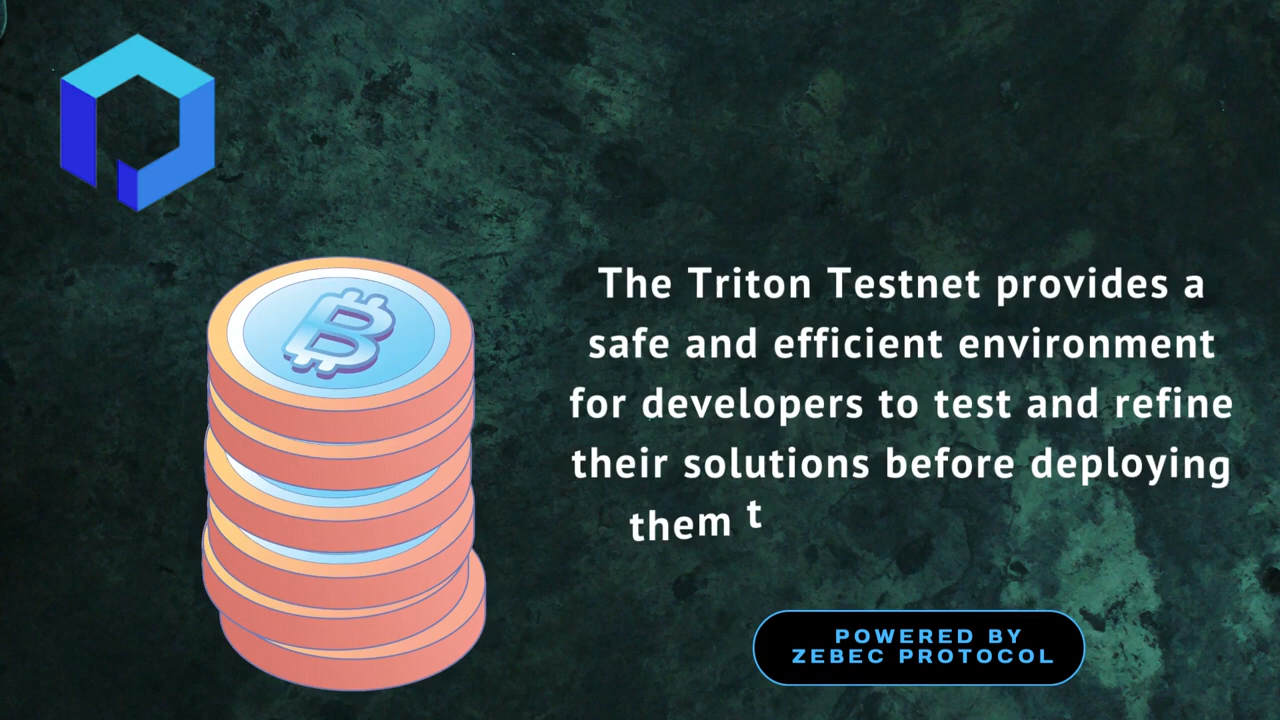 The Triton Testnet provides a
safe and efficient environment
for developers to test and refine
their solutions before deploying
them t
POWERED BY
ZEBEC PROTOCOL